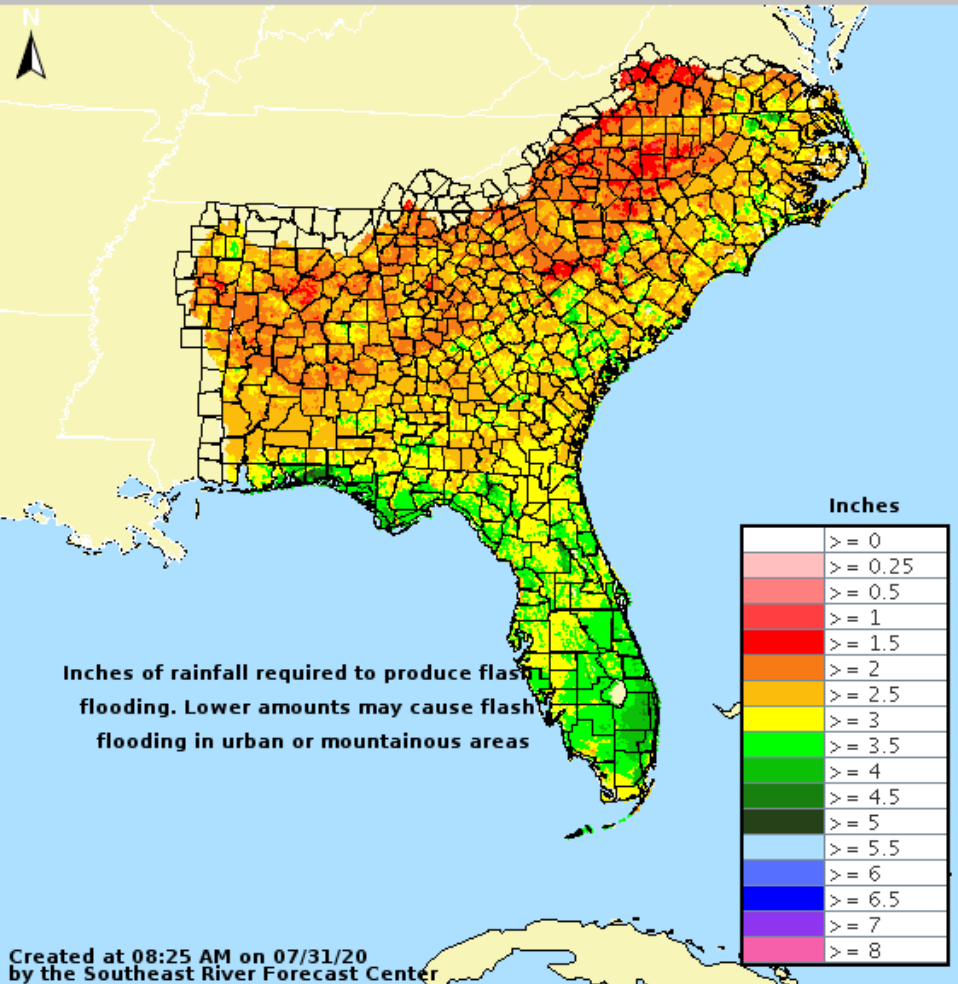 N
Inches
>= 0
>= 0.25
>= 0.5
>= 1
>= 1.5
>= 2
>= 2.5
>= 3
>= 3.5
>= 4
>= 4.5
>= 5
>= 5.5
>= 6
>= 6.5
>= 7
>= 8
Inches of rainfall required to produce flash
flooding. Lower amounts may cause flash
flooding in urban or mountainous areas
Created at 08:25 AM on 07/31/20
by the Southeast River Forecast Center